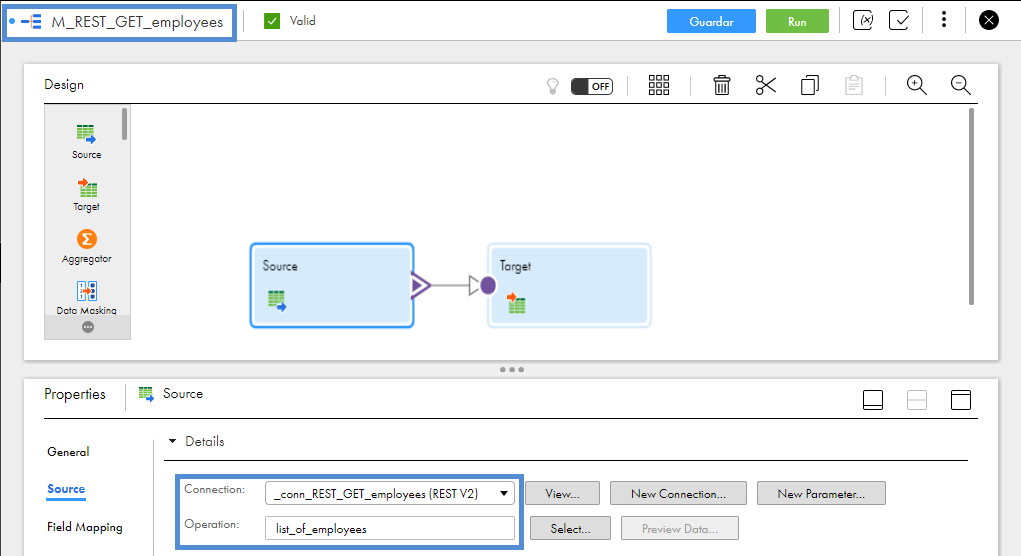 M_REST_GET_employees
Valid
Guardar
Run
Design
OFF
Source
Target
Aggregator
Data Masking
Source
Target
Properties
Source
General
Source
Field Mapping
Details
Connection:
_conn_REST_GET_employees (REST V2)
View...
New Connection...
New Parameter...
Operation:
list_of_employees
Select...
Preview Data...